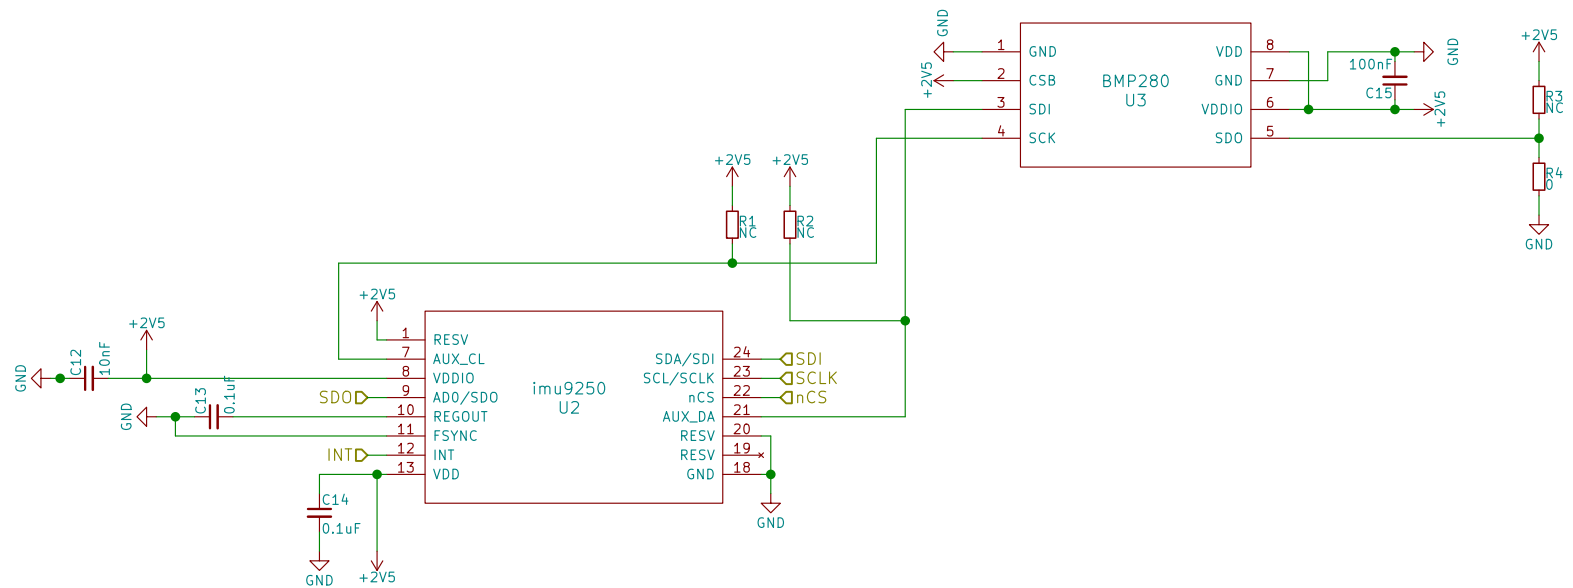 GND
1
GND
+2V5
2
CSB
3
SDI
4
SCK
BMP280
U3
VDD
8
GND
7
VDDIO
6
SDO
5
100nF
C15
GND
+2V5
+2V5
R3
NC
R4
0
GND
+2V5
+2V5
R1
NC
R2
NC
+2V5
+2V5
GND
C12
10nF
1
RESV
7
AUX_CL
8
VDDIO
SDO
9
AD0/SDO
GND
C13
0.1uF
10
REGOUT
11
FSYNC
INT
12
INT
13
VDD
imu9250
U2
SDA/SDI
24
SDI
SCL/SCLK
23
SCLK
nCS
22
nCS
AUX_DA
21
RESV
20
RESV
19
GND
18
GND
C14
0.1uF
GND
+2V5